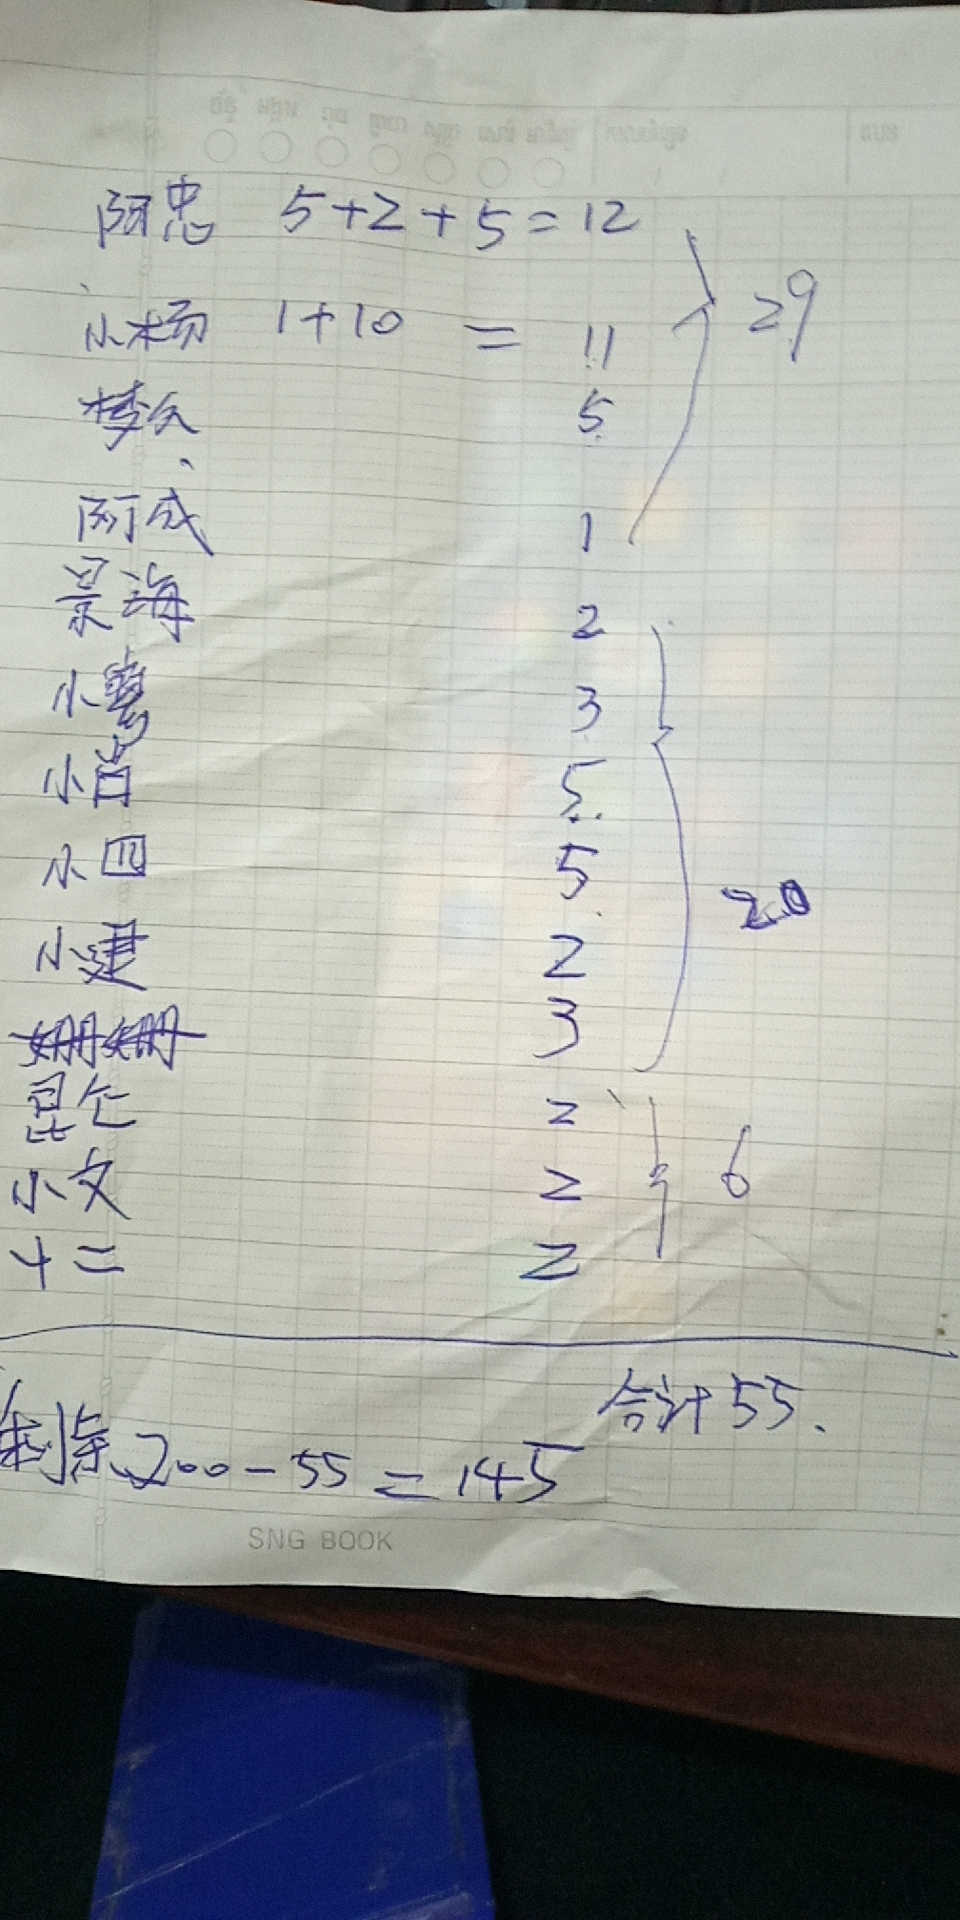 阿忠 5+2+5=12
29
小杨 1+10 = 11
梦久 5
阿成 1
景海 2
小 3
小肖 5
小四 5
20
小建 2
姗姗 3
昆仑 2
小文 2
6
十二 2
合计55、
剩余、200-55=145
SNG BOOK